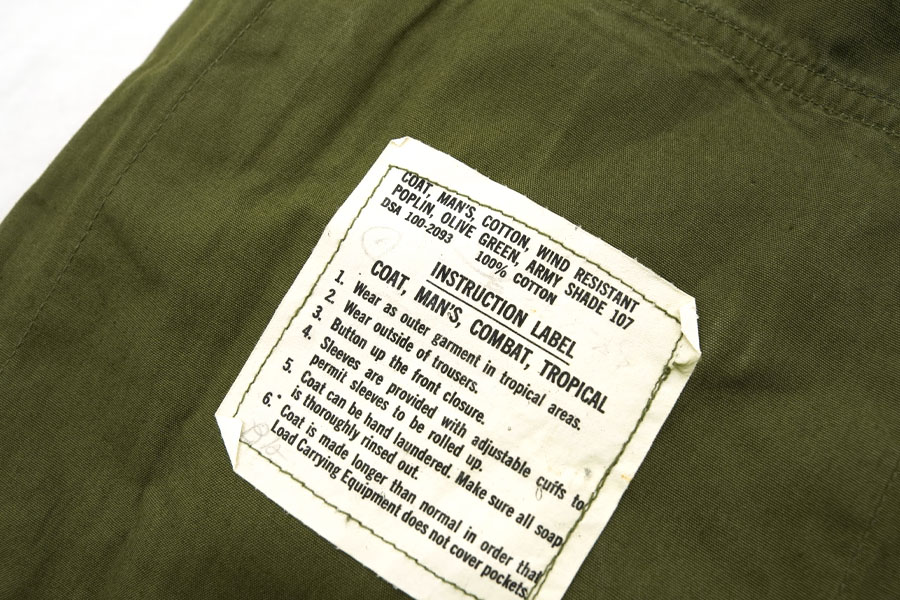 COAT, MAN'S, COTTON, WIND RESISTANT
POPLIN, OLIVE GREEN, ARMY SHADE 107
DSA 100-2093 100% COTTON
INSTRUCTION LABEL
COAT, MAN'S, COMBAT, TROPICAL
1. Wear as outer garment in tropical areas.
2. Wear outside of trousers.
3. Button up the front closure.
4. Sleeves are provided with adjustable cuffs to
permit sleeves to be rolled up.
5. Coat can be hand laundered. Make sure all soap
is thoroughly rinsed out.
6. Coat is made longer than normal in order that
Load Carrying Equipment does not cover pockets.